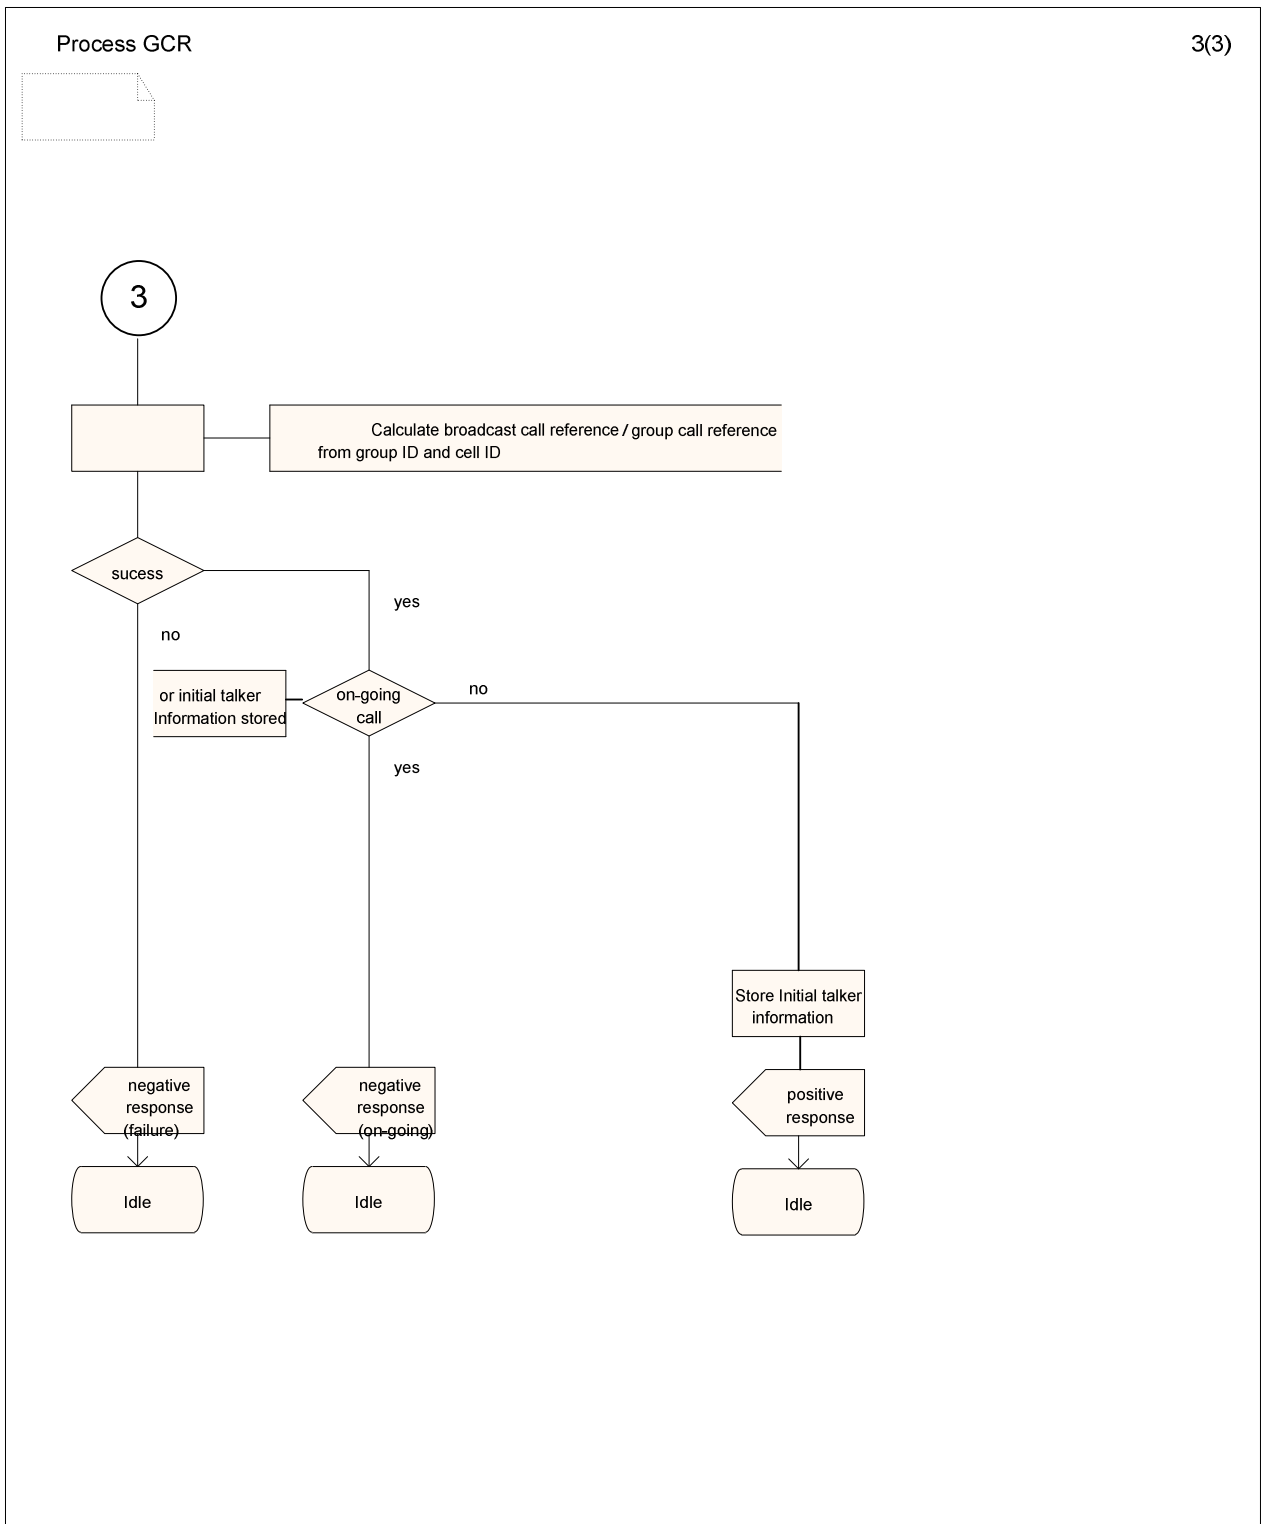 Process GCR
3(3)
3
Calculate broadcast call reference / group call reference
from group ID and cell ID
sucess
yes
no
or initial talker
Information stored
on-going
call
no
yes
Store Initial talker
information
negative
response
(failure)
negative
response
(on-going)
positive
response
Idle
Idle
Idle